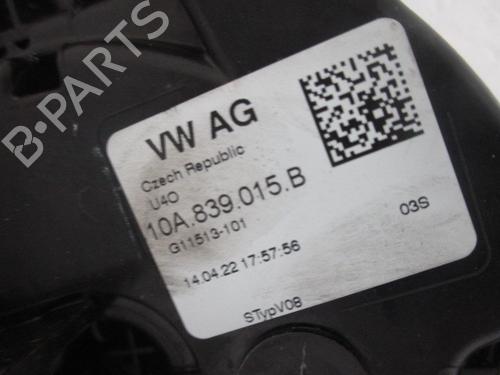 B-PARTS
VW AG
Czech Republic
U4O
10A.839.015.B
G11513-101
03S
14.04.22 17:57:56
STypV08